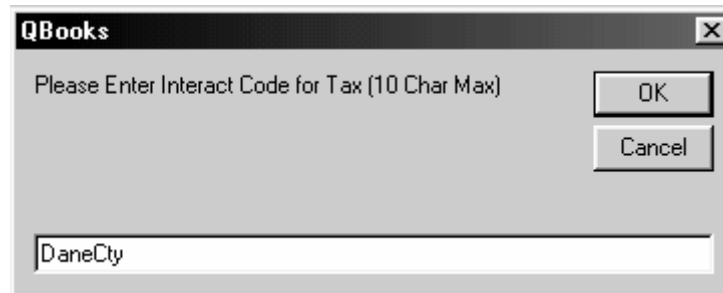 QBooks
Please Enter Interact Code for Tax (10 Char Max)
OK
Cancel
DaneCty